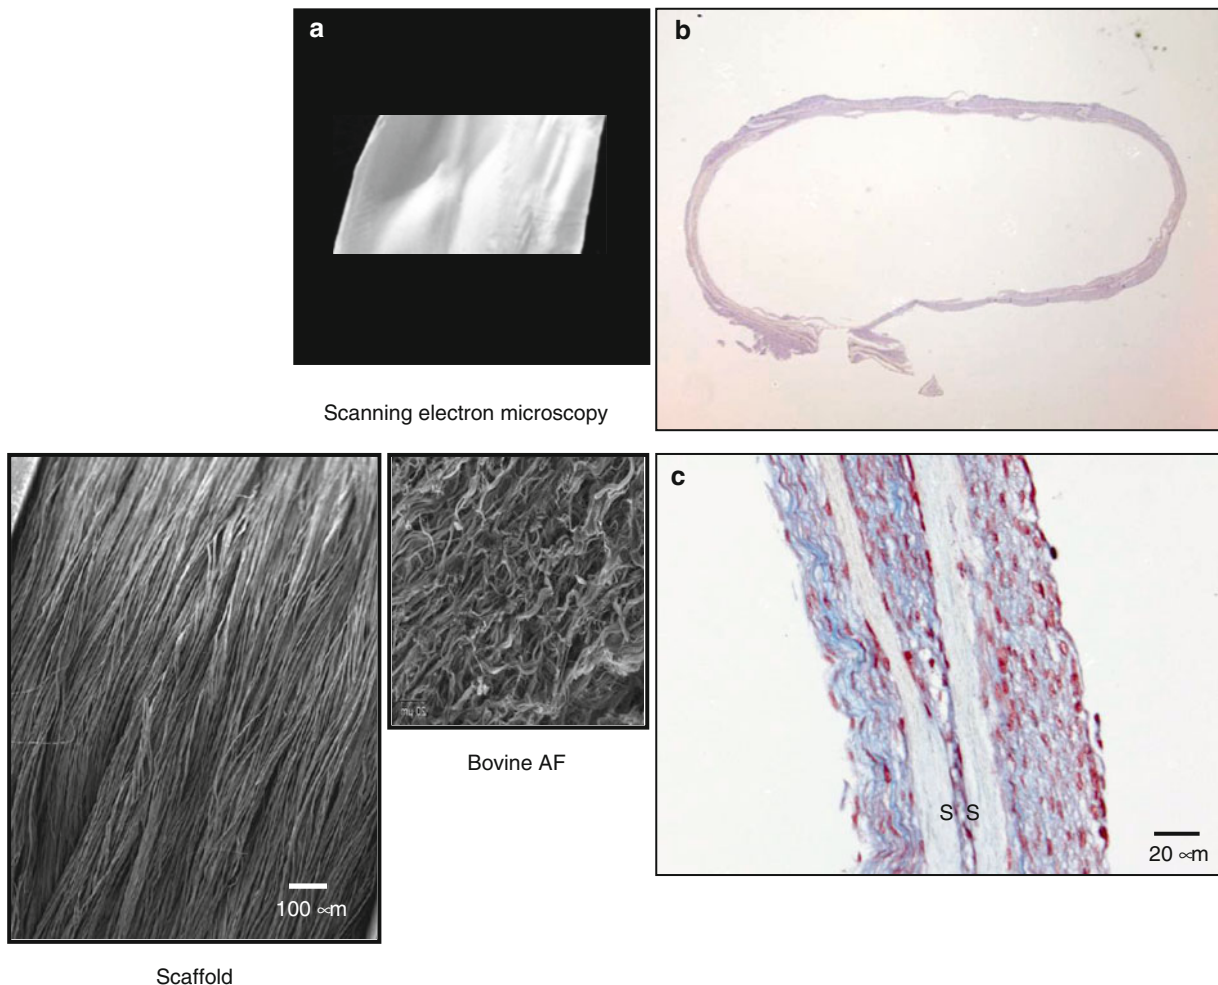 a
b
Scanning electron microscopy
c
Bovine AF
S S
20 ∝m
100 ∝m
Scaffold